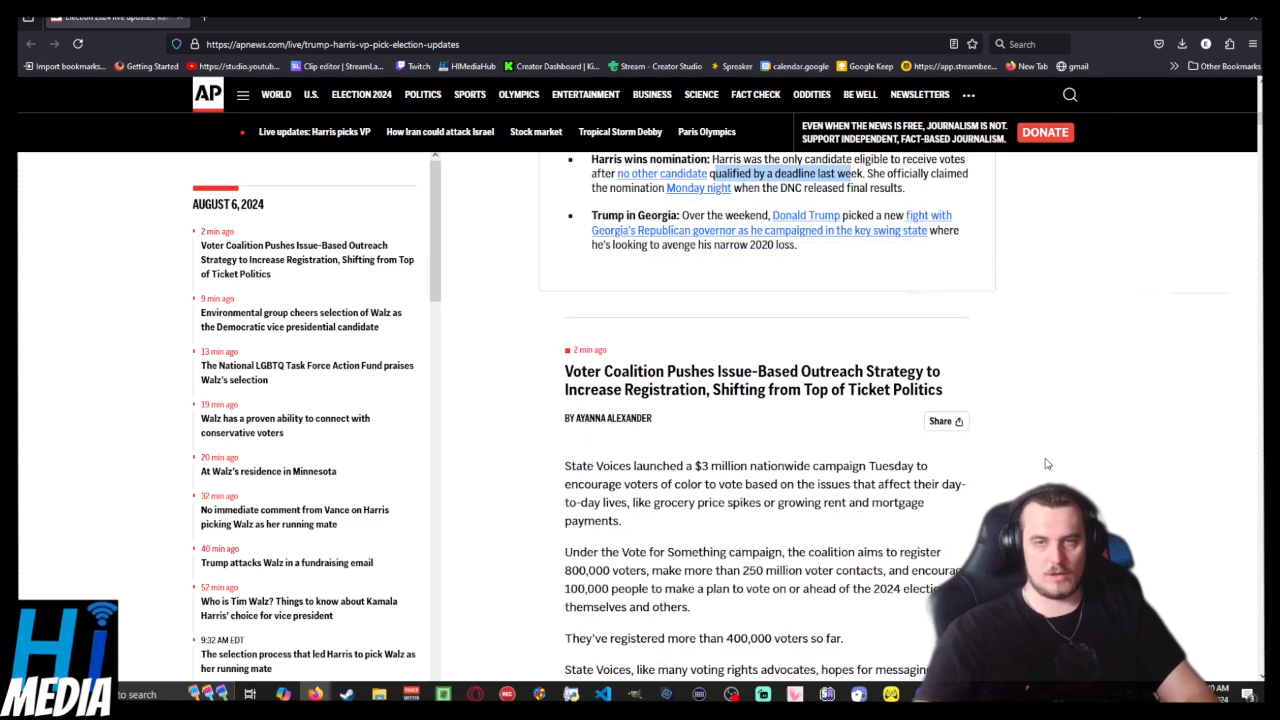 Election 2024 live updates: Kam
https://apnews.com/live/trump-harris-vp-pick-election-updates
Search
Import bookmarks...
Getting Started
https://studio.youtub...
Clip editor (StreamLa...
Twitch
HIMediaHub
Creator Dashboard | Ki...
Stream - Creator Studio
Spreaker
calendar.google
Google Keep
https://app.streambee...
New Tab
gmail
Other Bookmarks
AP
WORLD
U.S.
ELECTION 2024
POLITICS
SPORTS
OLYMPICS
ENTERTAINMENT
BUSINESS
SCIENCE
FACT CHECK
ODDITIES
BE WELL
NEWSLETTERS
Live updates: Harris picks VP
How Iran could attack Israel
Stock market
Tropical Storm Debby
Paris Olympics
EVEN WHEN THE NEWS IS FREE, JOURNALISM IS NOT.
SUPPORT INDEPENDENT, FACT-BASED JOURNALISM.
DONATE
AUGUST 6, 2024
2 min ago
Voter Coalition Pushes Issue-Based Outreach
Strategy to Increase Registration, Shifting from Top
of Ticket Politics
9 min ago
Environmental group cheers selection of Walz as
the Democratic vice presidential candidate
13 min ago
The National LGBTQ Task Force Action Fund praises
Walz's selection
19 min ago
Walz has a proven ability to connect with
conservative voters
20 min ago
At Walz's residence in Minnesota
32 min ago
No immediate comment from Vance on Harris
picking Walz as her running mate
40 min ago
Trump attacks Walz in a fundraising email
52 min ago
Who is Tim Walz? Things to know about Kamala
Harris' choice for vice president
9:32 AM EDT
The selection process that led Harris to pick Walz as
her running mate
Harris wins nomination: Harris was the only candidate eligible to receive votes
after no other candidate qualified by a deadline last week. She officially claimed
the nomination Monday night when the DNC released final results.
Trump in Georgia: Over the weekend, Donald Trump picked a new fight with
Georgia's Republican governor as he campaigned in the key swing state where
he's looking to avenge his narrow 2020 loss.
2 min ago
Voter Coalition Pushes Issue-Based Outreach Strategy to
Increase Registration, Shifting from Top of Ticket Politics
BY AYANNA ALEXANDER
Share
State Voices launched a $3 million nationwide campaign Tuesday to
encourage voters of color to vote based on the issues that affect their day-
to-day lives, like grocery price spikes or growing rent and mortgage
payments.
Under the Vote for Something campaign, the coalition aims to register
800,000 voters, make more than 250 million voter contacts, and encourag
100,000 people to make a plan to vote on or ahead of the 2024 electi
themselves and others.
They've registered more than 400,000 voters so far.
State Voices, like many voting rights advocates, hopes for messagin
Hi
MEDIA
to search
REC